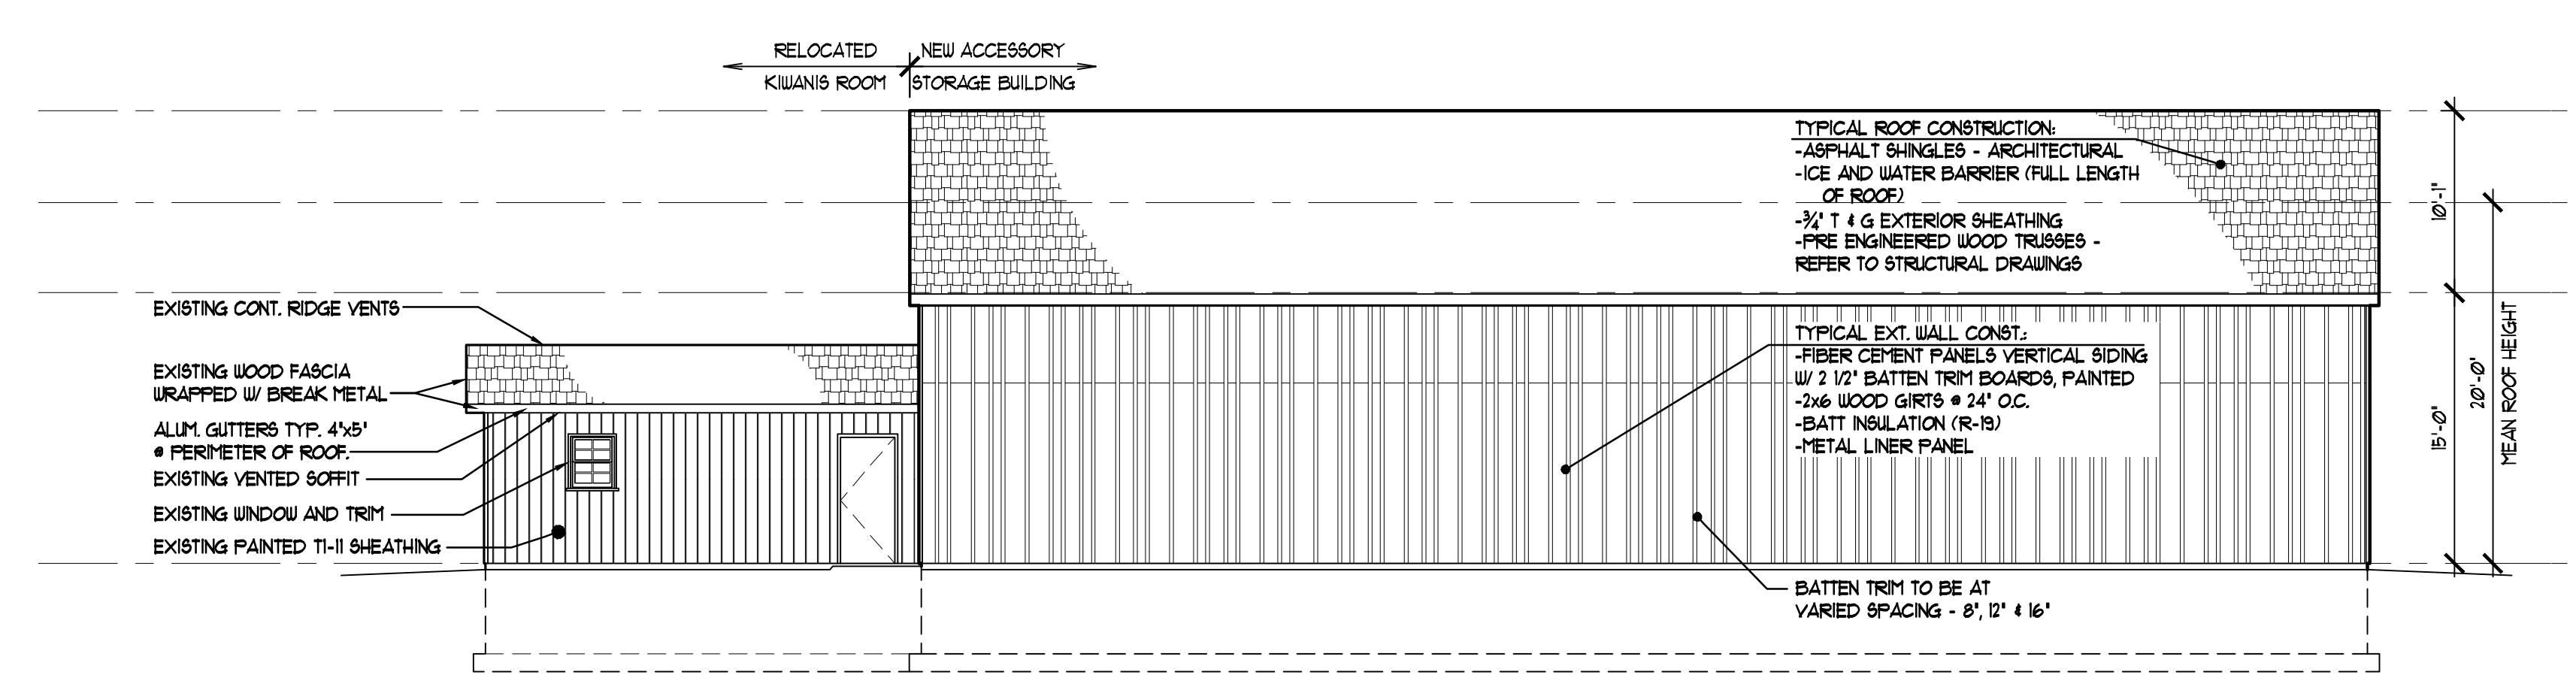 RELOCATED
KIWANIS ROOM
NEW ACCESSORY
STORAGE BUILDING
TYPICAL ROOF CONSTRUCTION:
-ASPHALT SHINGLES - ARCHITECTURAL
-ICE AND WATER BARRIER (FULL LENGTH
OF ROOF)
-3/4" T & G EXTERIOR SHEATHING
-PRE ENGINEERED WOOD TRUSSES -
REFER TO STRUCTURAL DRAWINGS
EXISTING CONT. RIDGE VENTS
EXISTING WOOD FASCIA
WRAPPED W/ BREAK METAL
ALUM. GUTTERS TYP. 4"x5"
@ PERIMETER OF ROOF.
EXISTING VENTED SOFFIT
EXISTING WINDOW AND TRIM
EXISTING PAINTED T1-11 SHEATHING
TYPICAL EXT. WALL CONST.:
-FIBER CEMENT PANELS VERTICAL SIDING
W/ 2 1/2" BATTEN TRIM BOARDS, PAINTED
-2x6 WOOD GIRTS @ 24" O.C.
-BATT INSULATION (R-19)
-METAL LINER PANEL
BATTEN TRIM TO BE AT
VARIED SPACING - 8", 12" & 16"
10'-1"
15'-0"
20'-0"
MEAN ROOF HEIGHT